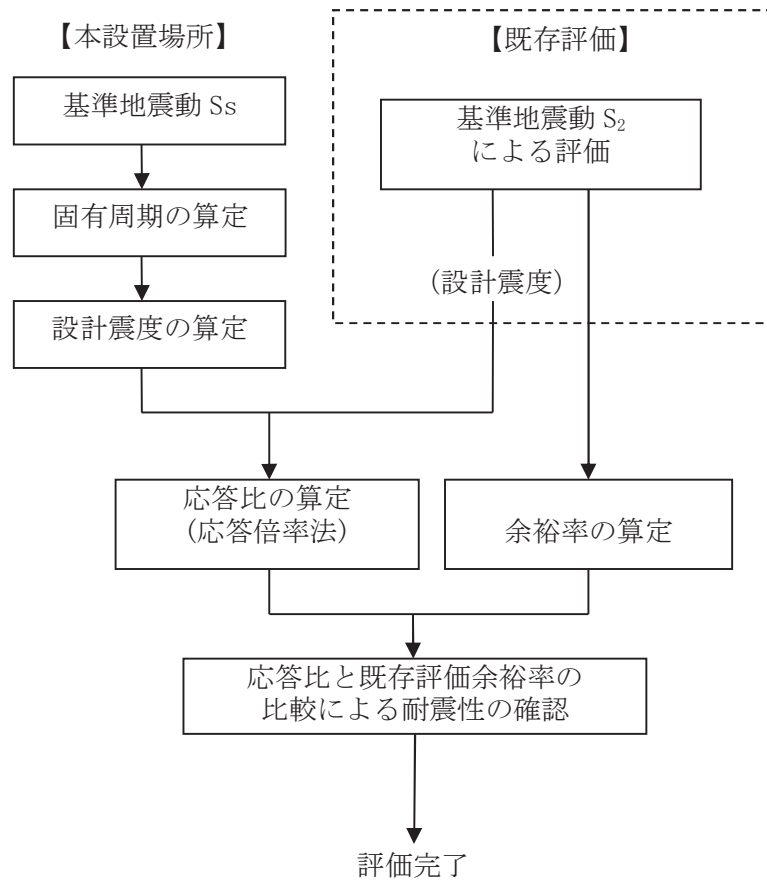 【本設置場所】
基準地震動 Ss
固有周期の算定
設計震度の算定
【既存評価】
基準地震動 S₂
による評価
(設計震度)
応答比の算定
(応答倍率法)
余裕率の算定
応答比と既存評価余裕率の
比較による耐震性の確認
評価完了